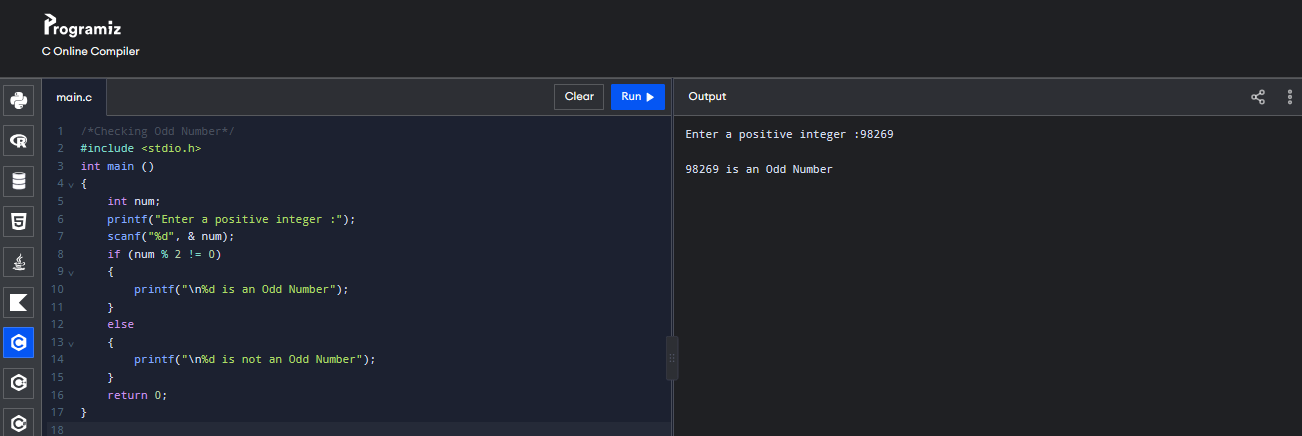 Programiz
C Online Compiler
main.c
Clear
Run
Output
1 /*Checking Odd Number*/
2 #include <stdio.h>
3 int main ()
4 {
5 int num;
6 printf("Enter a positive integer :");
7 scanf("%d", & num);
8 if (num % 2 != 0)
9 {
10 printf("\n%d is an Odd Number");
11 }
12 else
13 {
14 printf("\n%d is not an Odd Number");
15 }
16 return 0;
17 }
18
Enter a positive integer :98269
98269 is an Odd Number